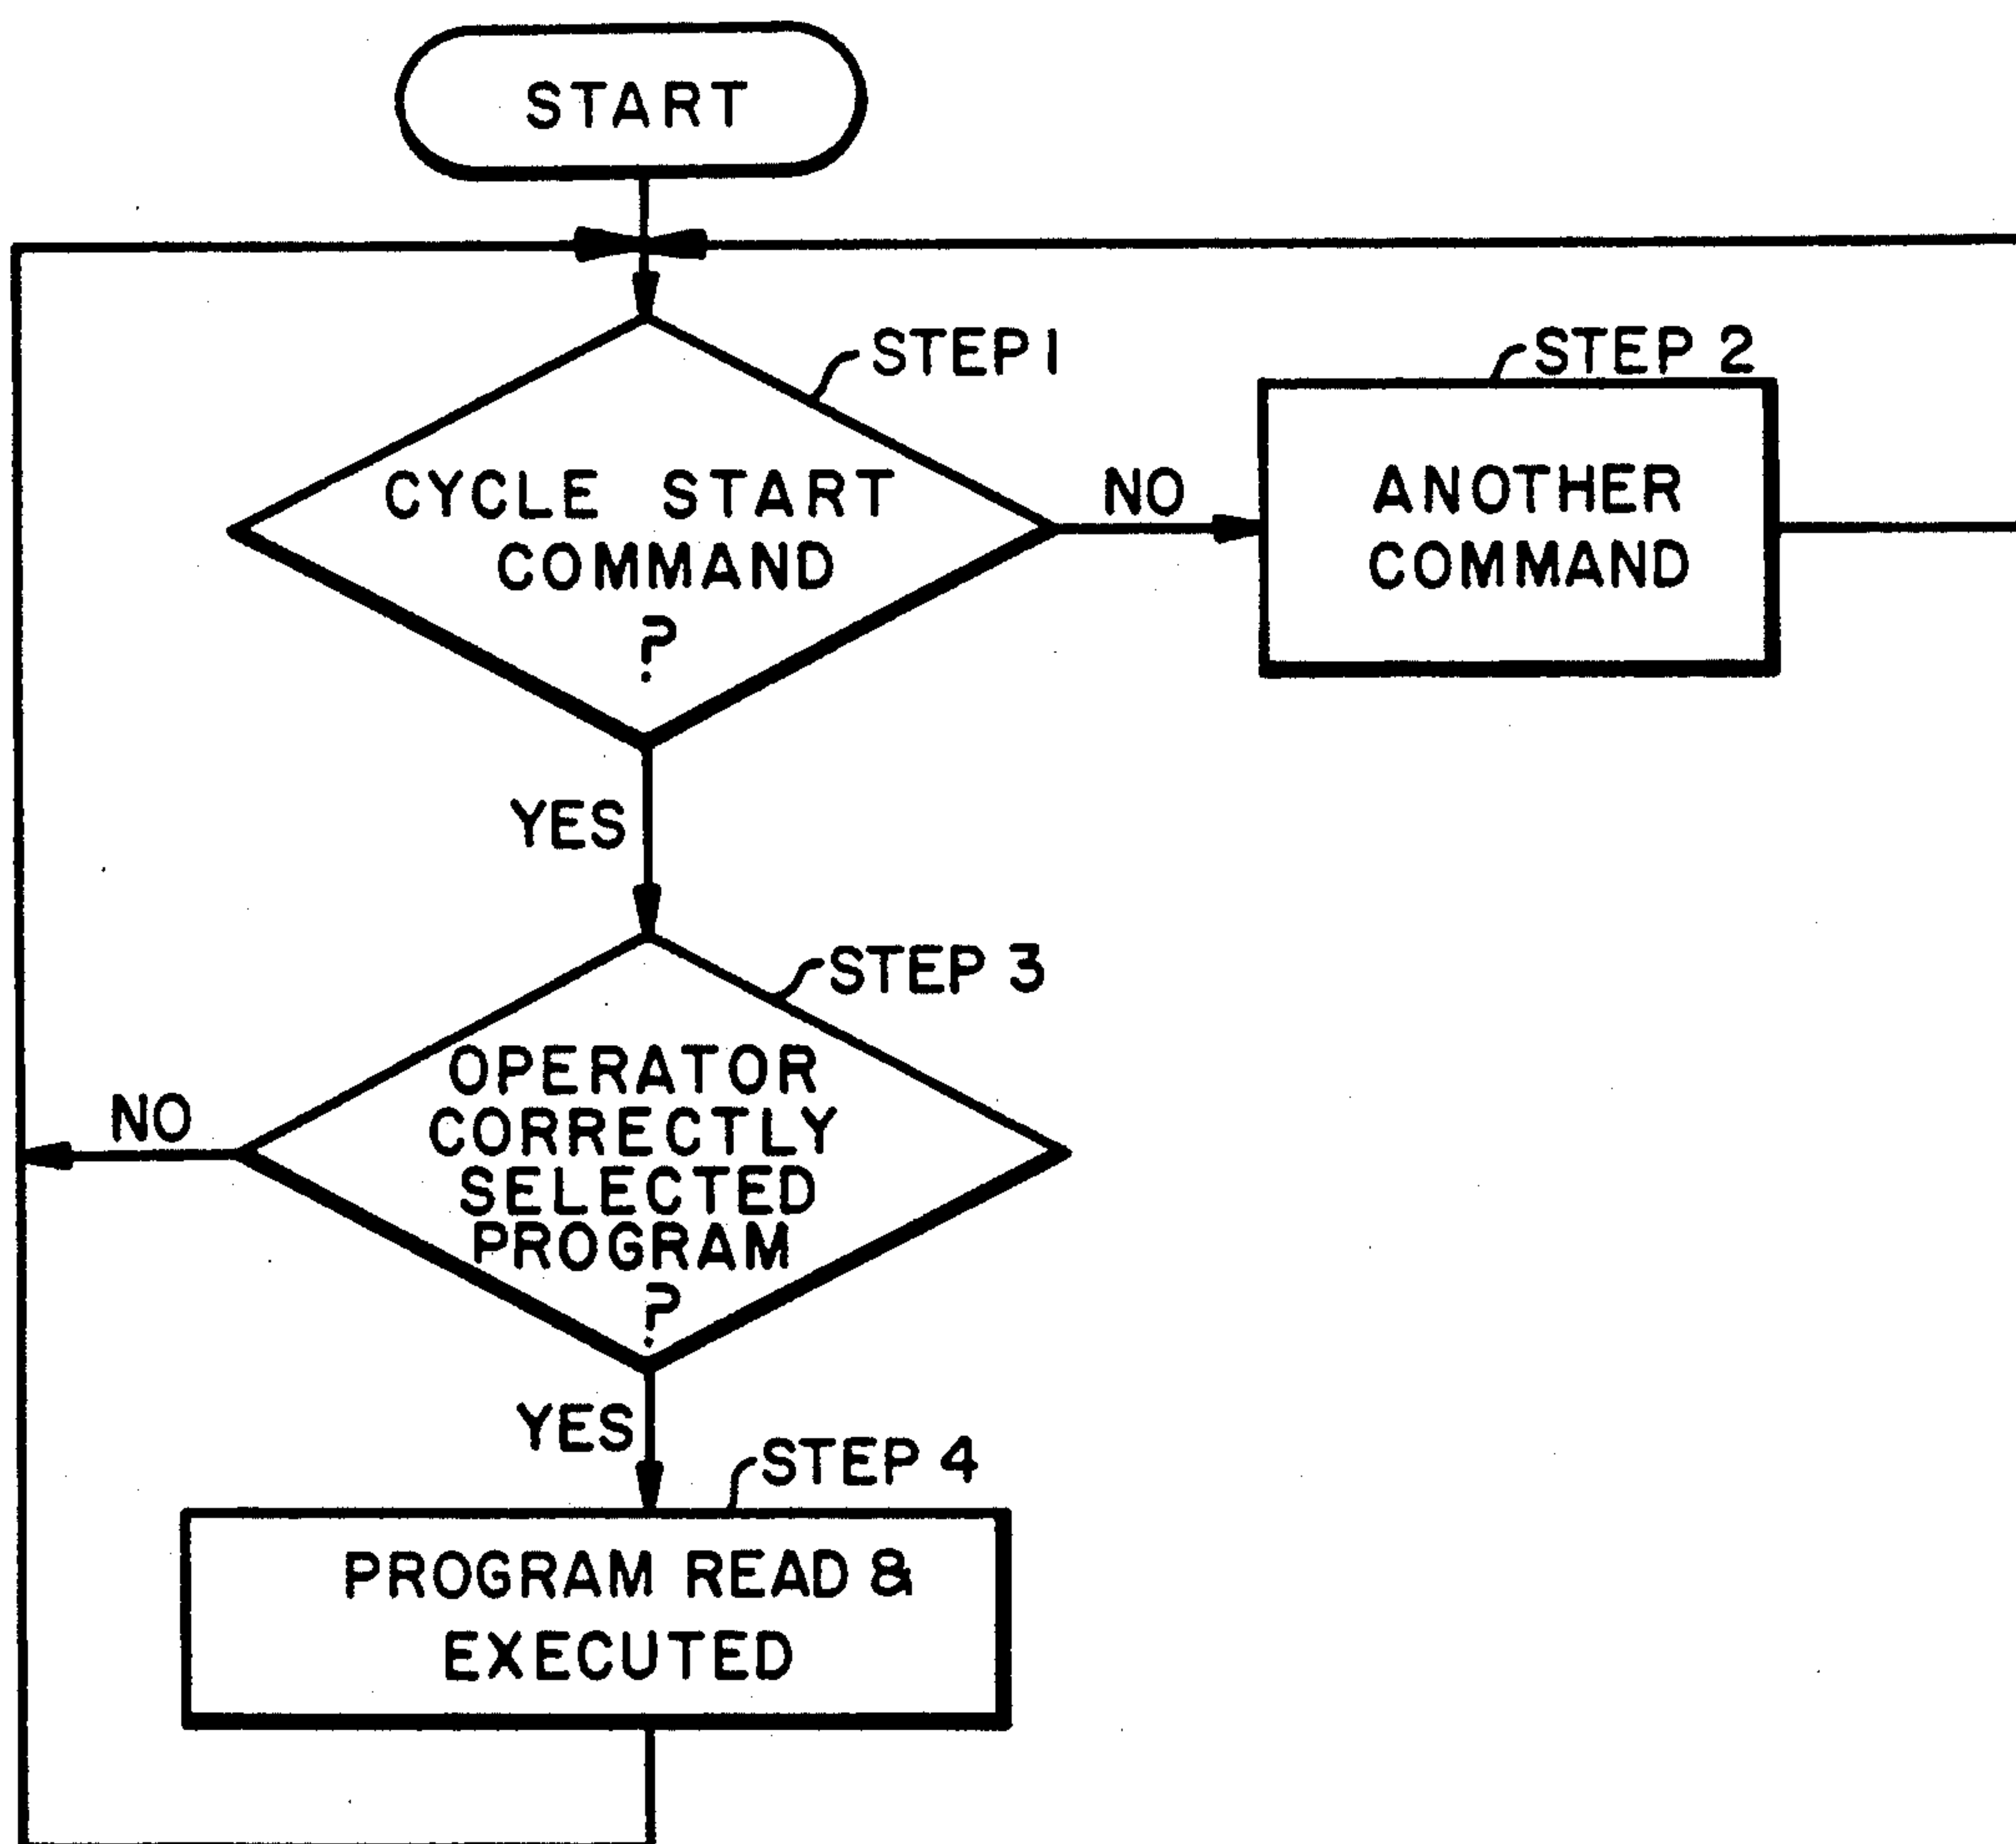 START
STEP 1
CYCLE START
COMMAND
?
NO
STEP 2
ANOTHER
COMMAND
YES
STEP 3
OPERATOR
CORRECTLY
SELECTED
PROGRAM
?
NO
YES
STEP 4
PROGRAM READ &
EXECUTED